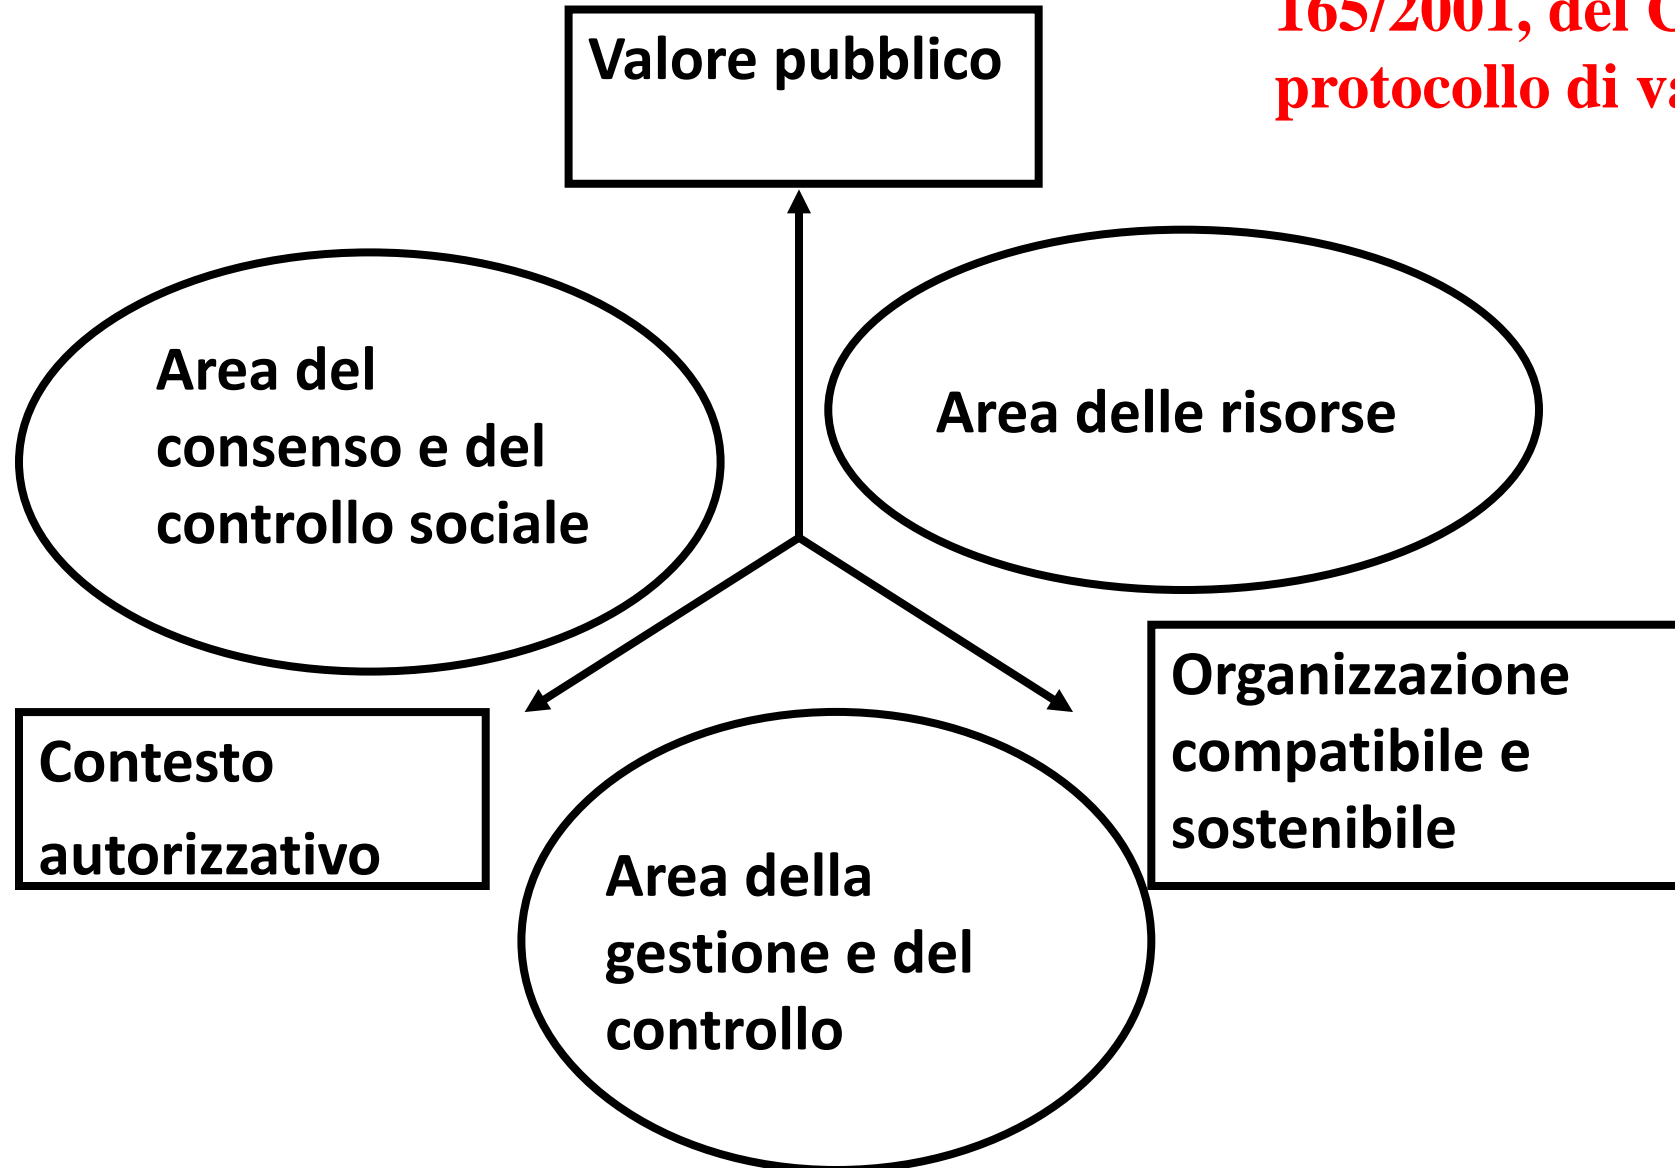 165/2001, del
protocollo di
Valore pubblico
Area del
consenso e del
controllo sociale
Area delle risorse
Organizzazione
compatibile e
sostenibile
Contesto
autorizzativo
Area della
gestione e del
controllo